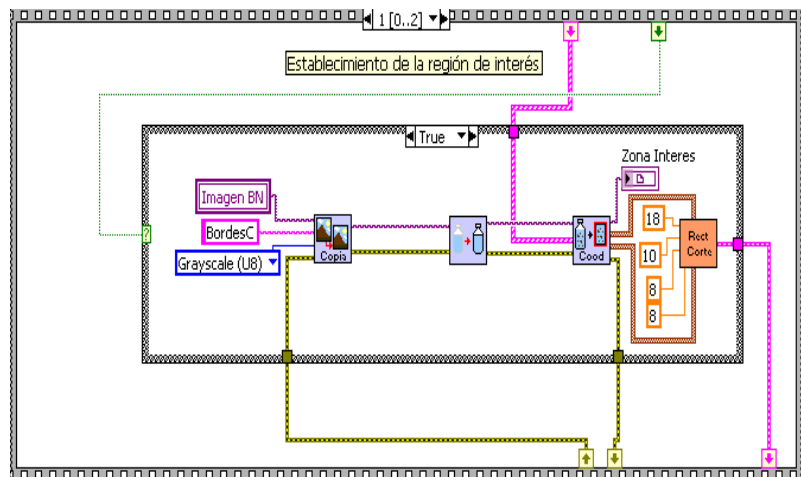 1 [0..2]
Establecimiento de la región de interés
True
Zona Interes
Imagen BN
BordesC
Grayscale (U8)
Copia
Cood
18
10
8
8
Rect
Corte
?